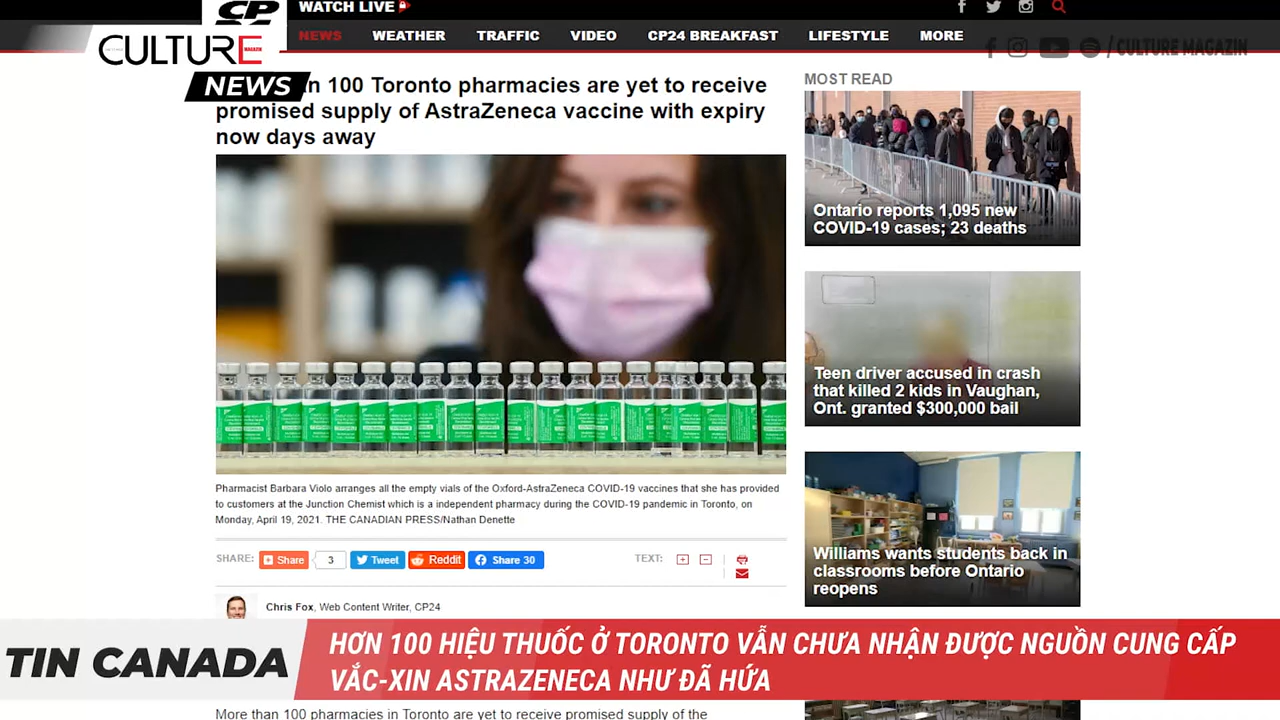 CP
WATCH LIVE
CULTURE
MAGAZIN
NEWS
NEWS WEATHER TRAFFIC VIDEO CP24 BREAKFAST LIFESTYLE MORE
/ CULTURE MAGAZIN
n 100 Toronto pharmacies are yet to receive
promised supply of AstraZeneca vaccine with expiry
now days away
Pharmacist Barbara Violo arranges all the empty vials of the Oxford-AstraZeneca COVID-19 vaccines that she has provided
to customers at the Junction Chemist which is a independent pharmacy during the COVID-19 pandemic in Toronto, on
Monday, April 19, 2021. THE CANADIAN PRESS/Nathan Denette
SHARE: Share 3 Tweet Reddit Share 30 TEXT:
Chris Fox, Web Content Writer, CP24
MOST READ
Ontario reports 1,095 new
COVID-19 cases; 23 deaths
Teen driver accused in crash
that killed 2 kids in Vaughan,
Ont. granted $300,000 bail
Williams wants students back in
classrooms before Ontario
reopens
TIN CANADA
HƠN 100 HIỆU THUỐC Ở TORONTO VẪN CHƯA NHẬN ĐƯỢC NGUỒN CUNG CẤP
VẮC-XIN ASTRAZENECA NHƯ ĐÃ HỨA
More than 100 pharmacies in Toronto are yet to receive promised supply of the